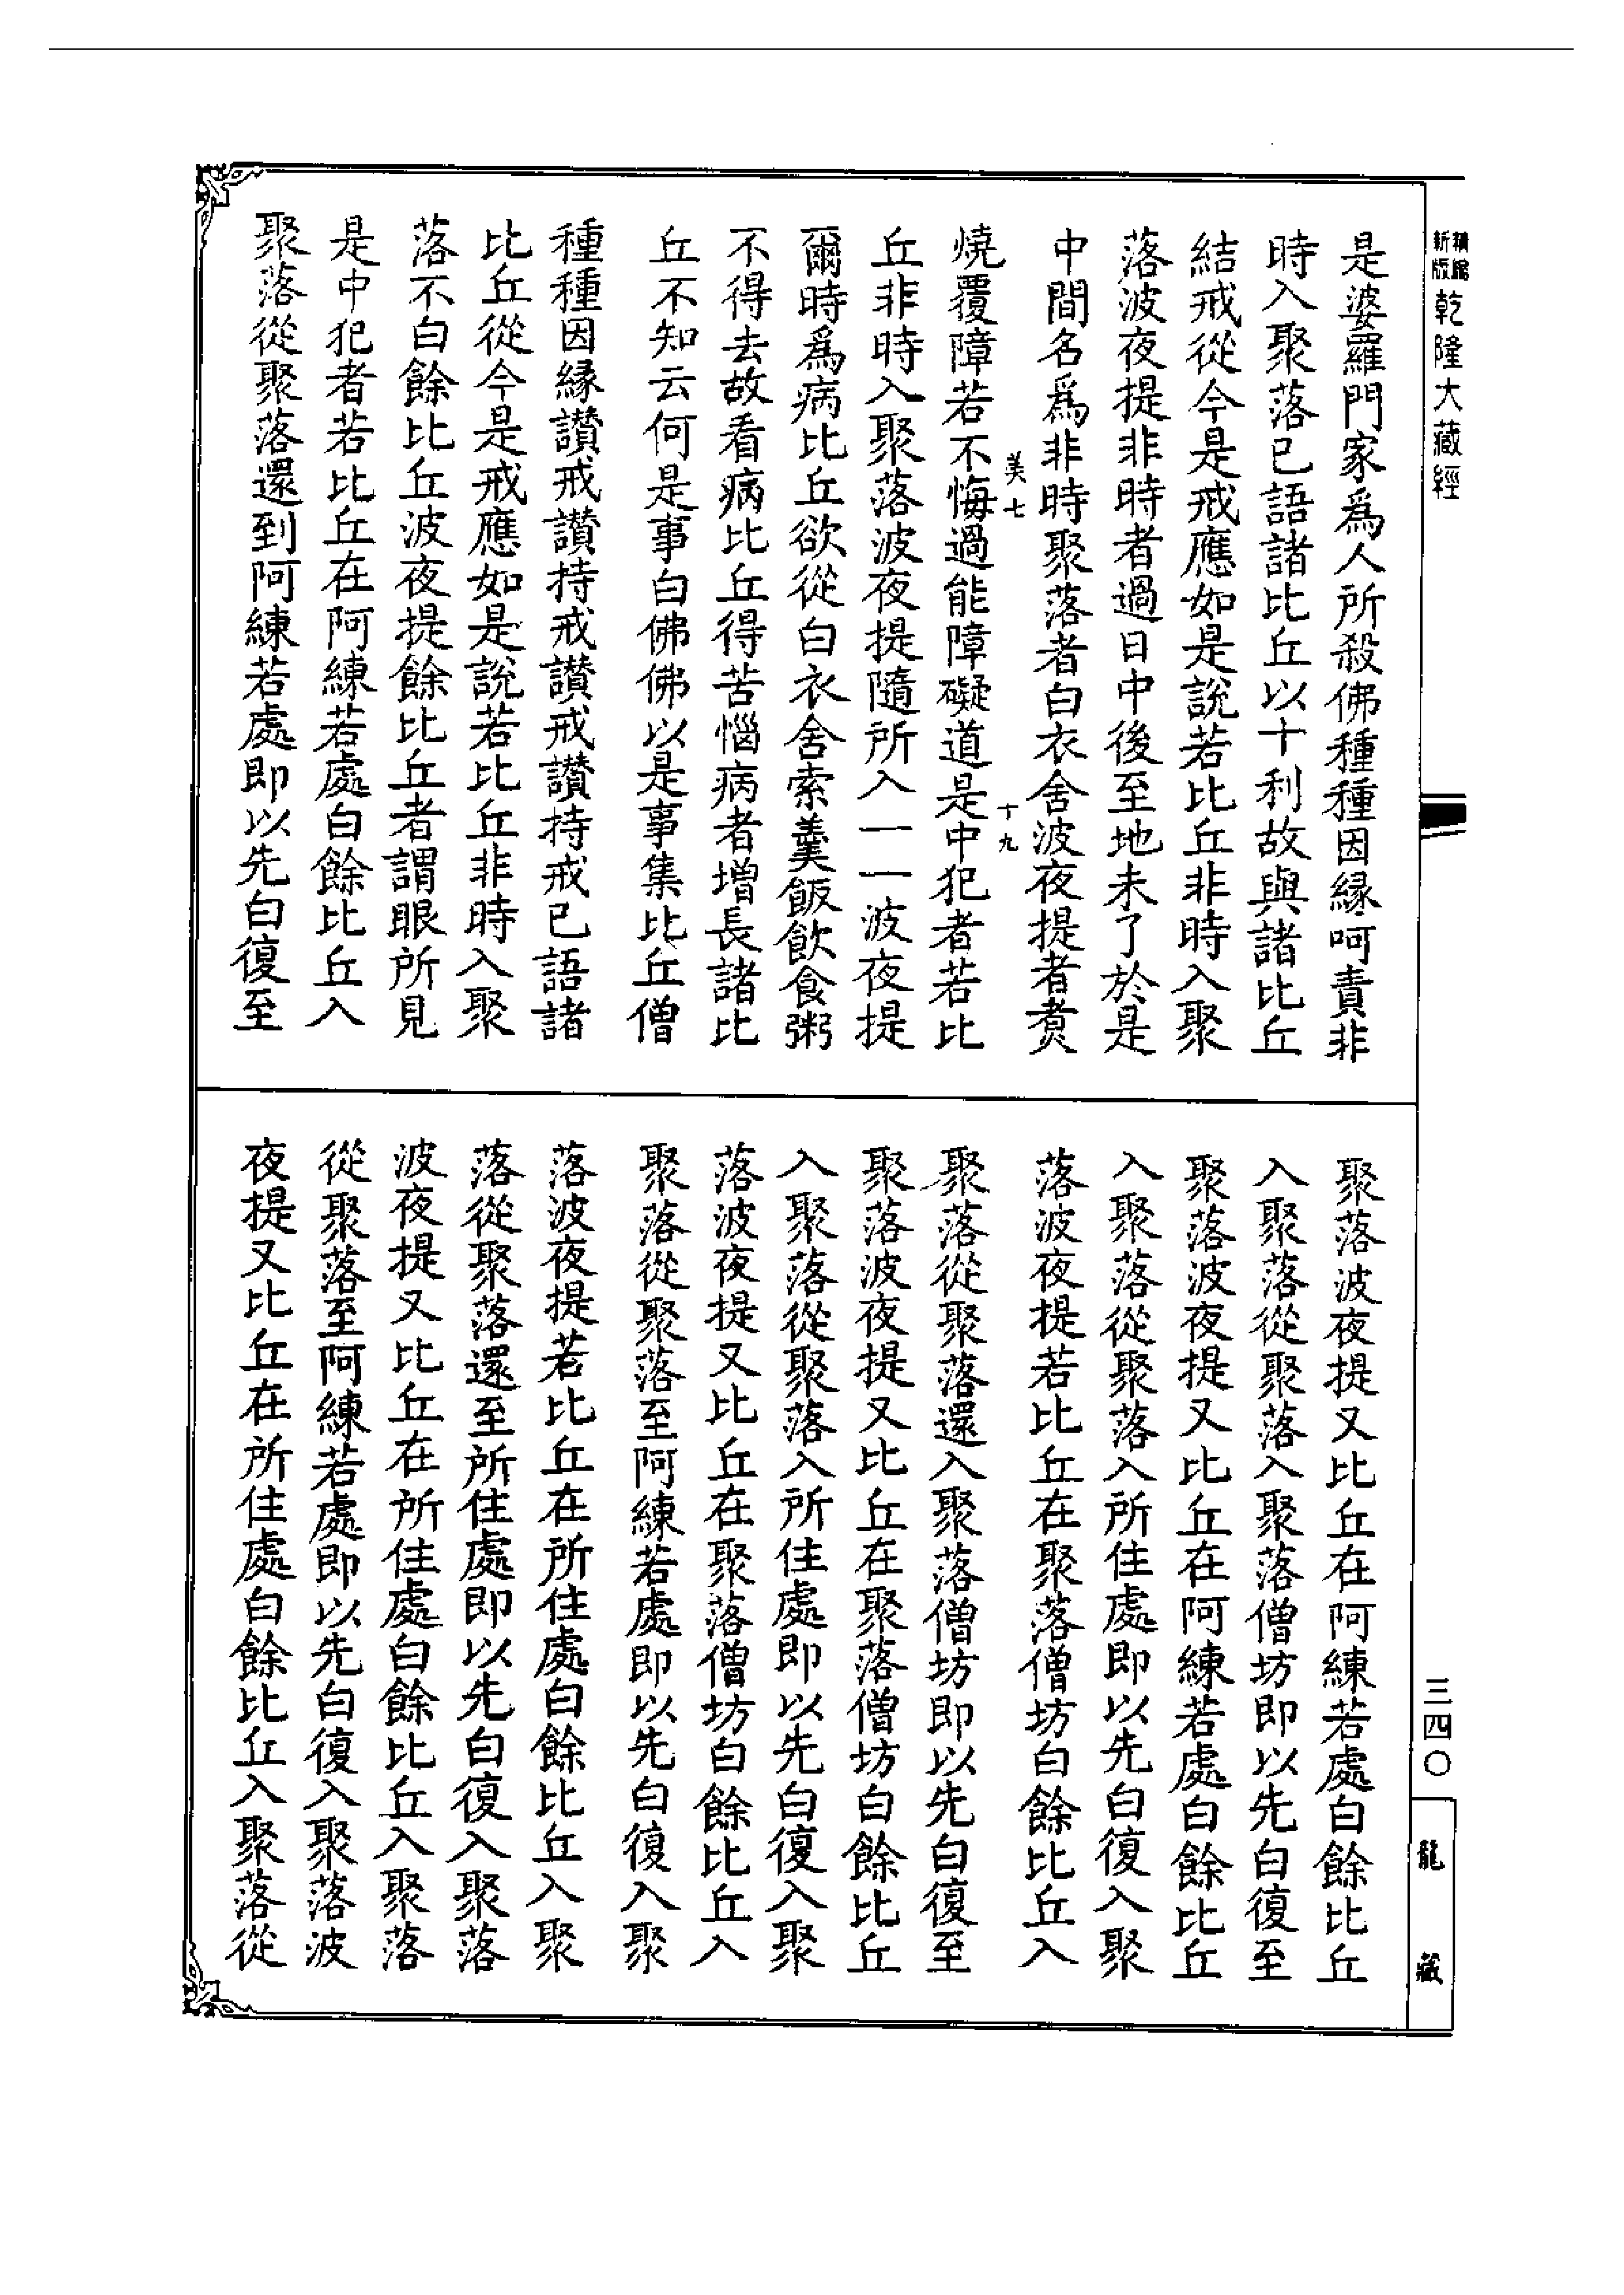 新版精縮乾隆大藏經
是婆羅門家爲人所殺佛種種因緣呵責非
時入聚落已語諸比丘以十利故與諸比丘
結戒從今是戒應如是說若比丘非時入聚
落波夜提非時者過日中後至地未了於是
中間名爲非時聚落者白衣舍波夜提者煑
美七 十九
燒覆障若不悔過能障礙道是中犯者若比
丘非時入聚落波夜提隨所入一一波夜提
爾時爲病比丘欲從白衣舍索羹飯飲食粥
不得去故看病比丘得苦惱病者增長諸比
丘不知云何是事白佛佛以是事集比丘僧
種種因緣讚戒讚持戒讚戒讚持戒已語諸
比丘從今是戒應如是說若比丘非時入聚
落不白餘比丘波夜提餘比丘者謂眼所見
是中犯者若比丘在阿練若處白餘比丘入
聚落從聚落還到阿練若處即以先白復至
聚落波夜提又比丘在阿練若處白餘比丘
入聚落從聚落入聚落僧坊即以先白復至
聚落波夜提又比丘在阿練若處白餘比丘
入聚落從聚落入所住處即以先白復入聚
落波夜提若比丘在聚落僧坊白餘比丘入
聚落從聚落還入聚落僧坊即以先白復至
聚落波夜提又比丘在聚落僧坊白餘比丘
入聚落從聚落入所住處即以先白復入聚
落波夜提又比丘在聚落僧坊白餘比丘入
聚落從聚落至阿練若處即以先白復入聚
落波夜提若比丘在所住處白餘比丘入聚
落從聚落還至所住處即以先白復入聚落
波夜提又比丘在所住處白餘比丘入聚落
從聚落至阿練若處即以先白復入聚落波
夜提又比丘在所住處白餘比丘入聚落從
三四〇
龍藏